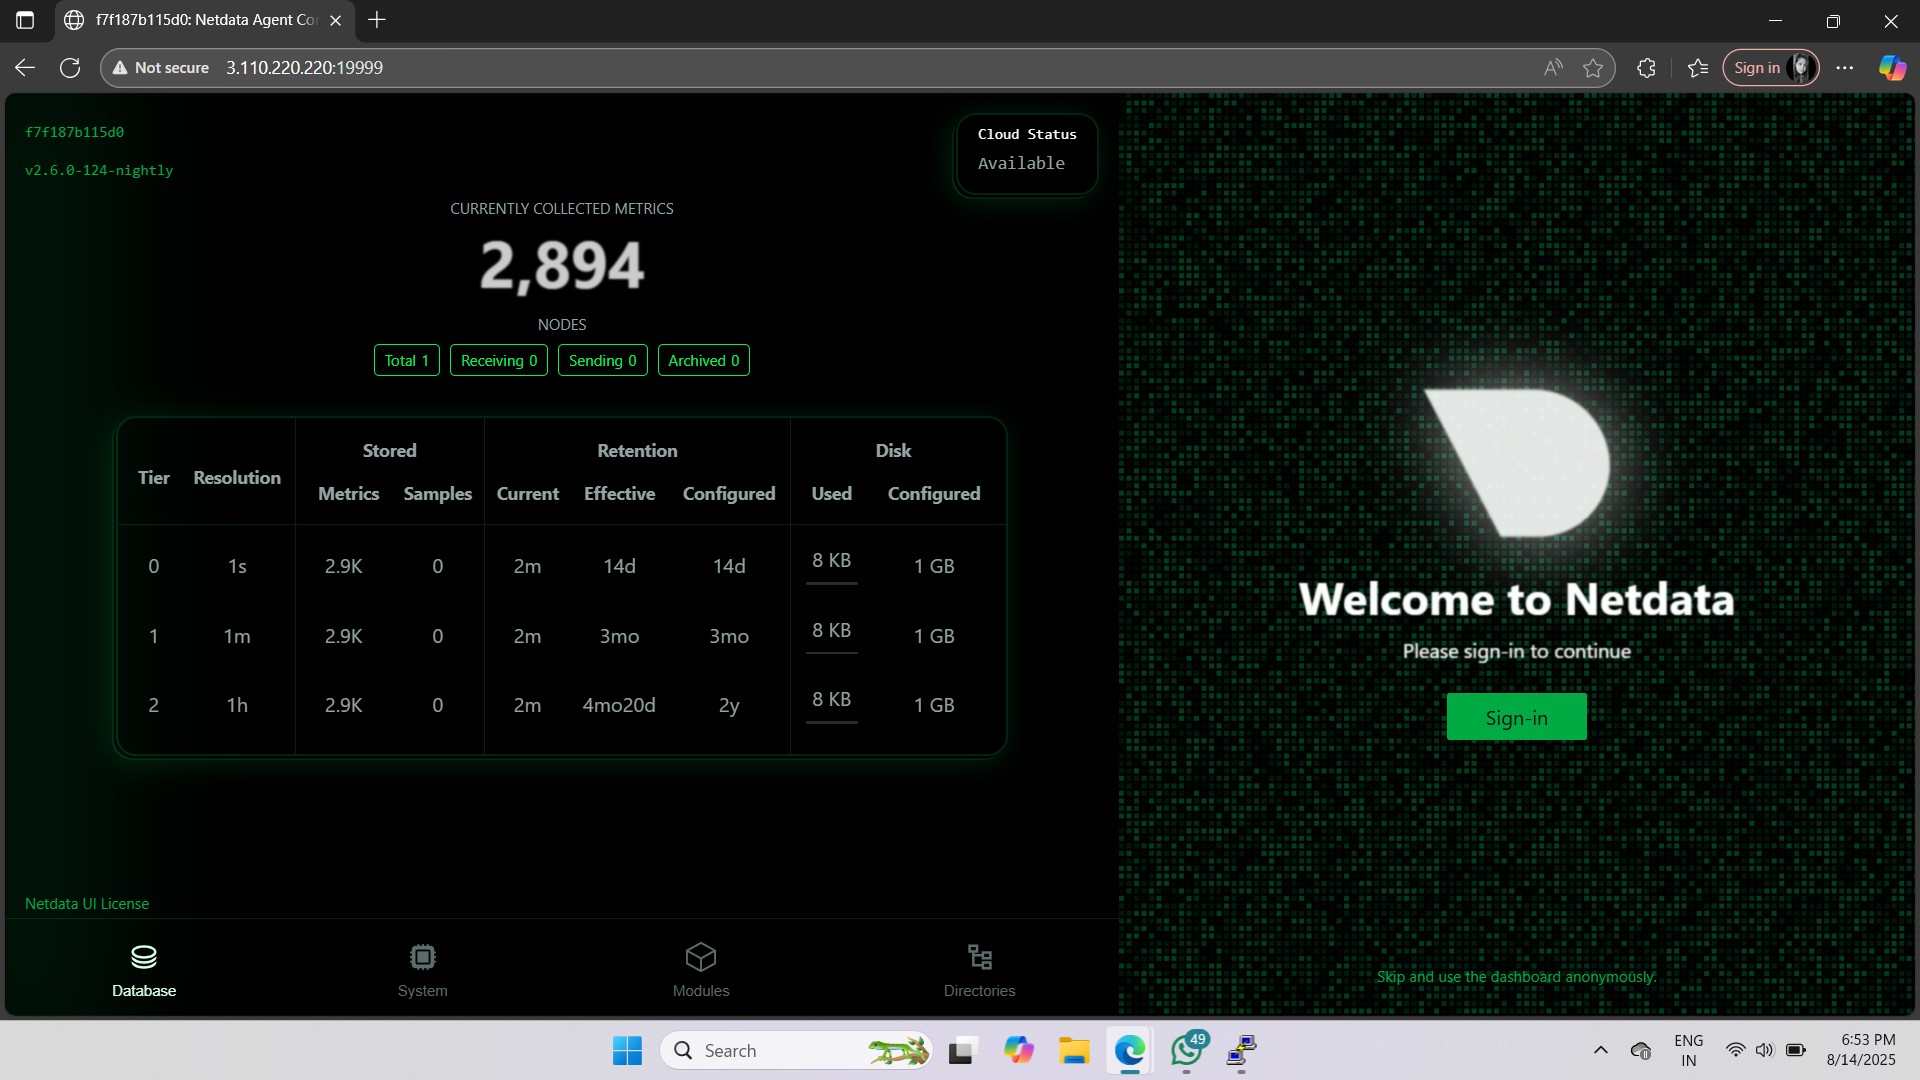 f7f187b115d0: Netdata Agent Co
Not secure 3.110.220.220:19999
Sign in
f7f187b115d0
v2.6.0-124-nightly
Cloud Status
Available
CURRENTLY COLLECTED METRICS
2,894
NODES
Total 1 Receiving 0 Sending 0 Archived 0
Stored Retention Disk
Tier Resolution
Metrics Samples Current Effective Configured Used Configured
0 1s 2.9K 0 2m 14d 14d 8 KB 1 GB
1 1m 2.9K 0 2m 3mo 3mo 8 KB 1 GB
2 1h 2.9K 0 2m 4mo20d 2y 8 KB 1 GB
Welcome to Netdata
Please sign-in to continue
Sign-in
Skip and use the dashboard anonymously.
Netdata UI License
Database System Modules Directories
Search
49
ENG
IN
6:53 PM
8/14/2025